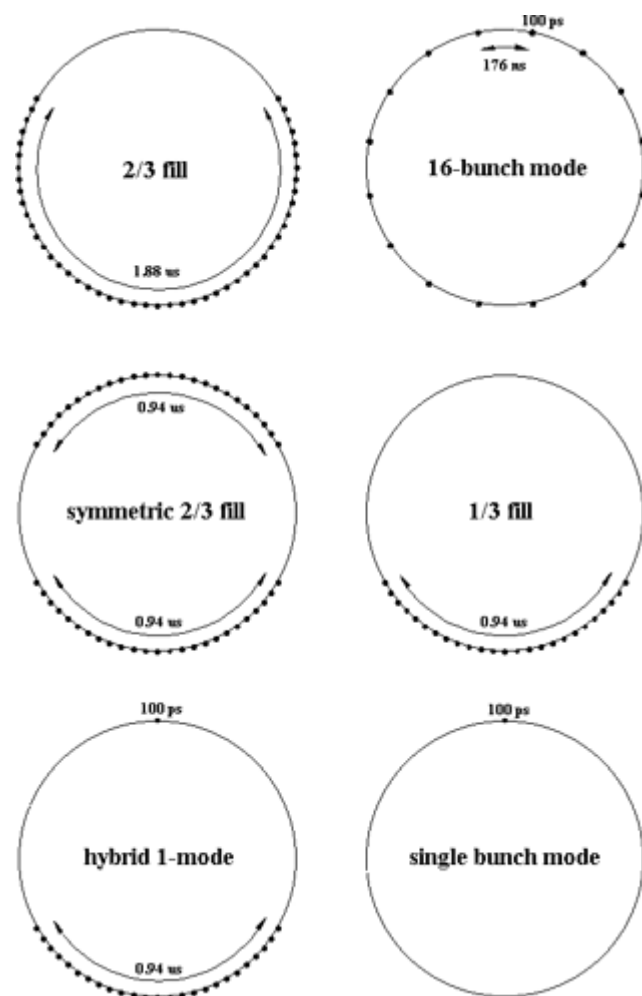 2/3 fill
1.88 us
100 ps
176 ns
16-bunch mode
0.94 us
symmetric 2/3 fill
0.94 us
1/3 fill
0.94 us
100 ps
hybrid 1-mode
0.94 us
100 ps
single bunch mode